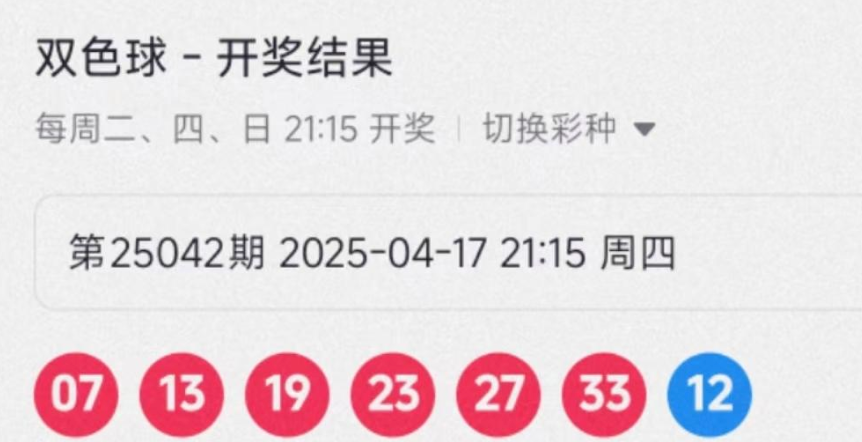 双色球 - 开奖结果
每周二、四、日 21:15 开奖 | 切换彩种
第25042期 2025-04-17 21:15 周四
07 13 19 23 27 33 12